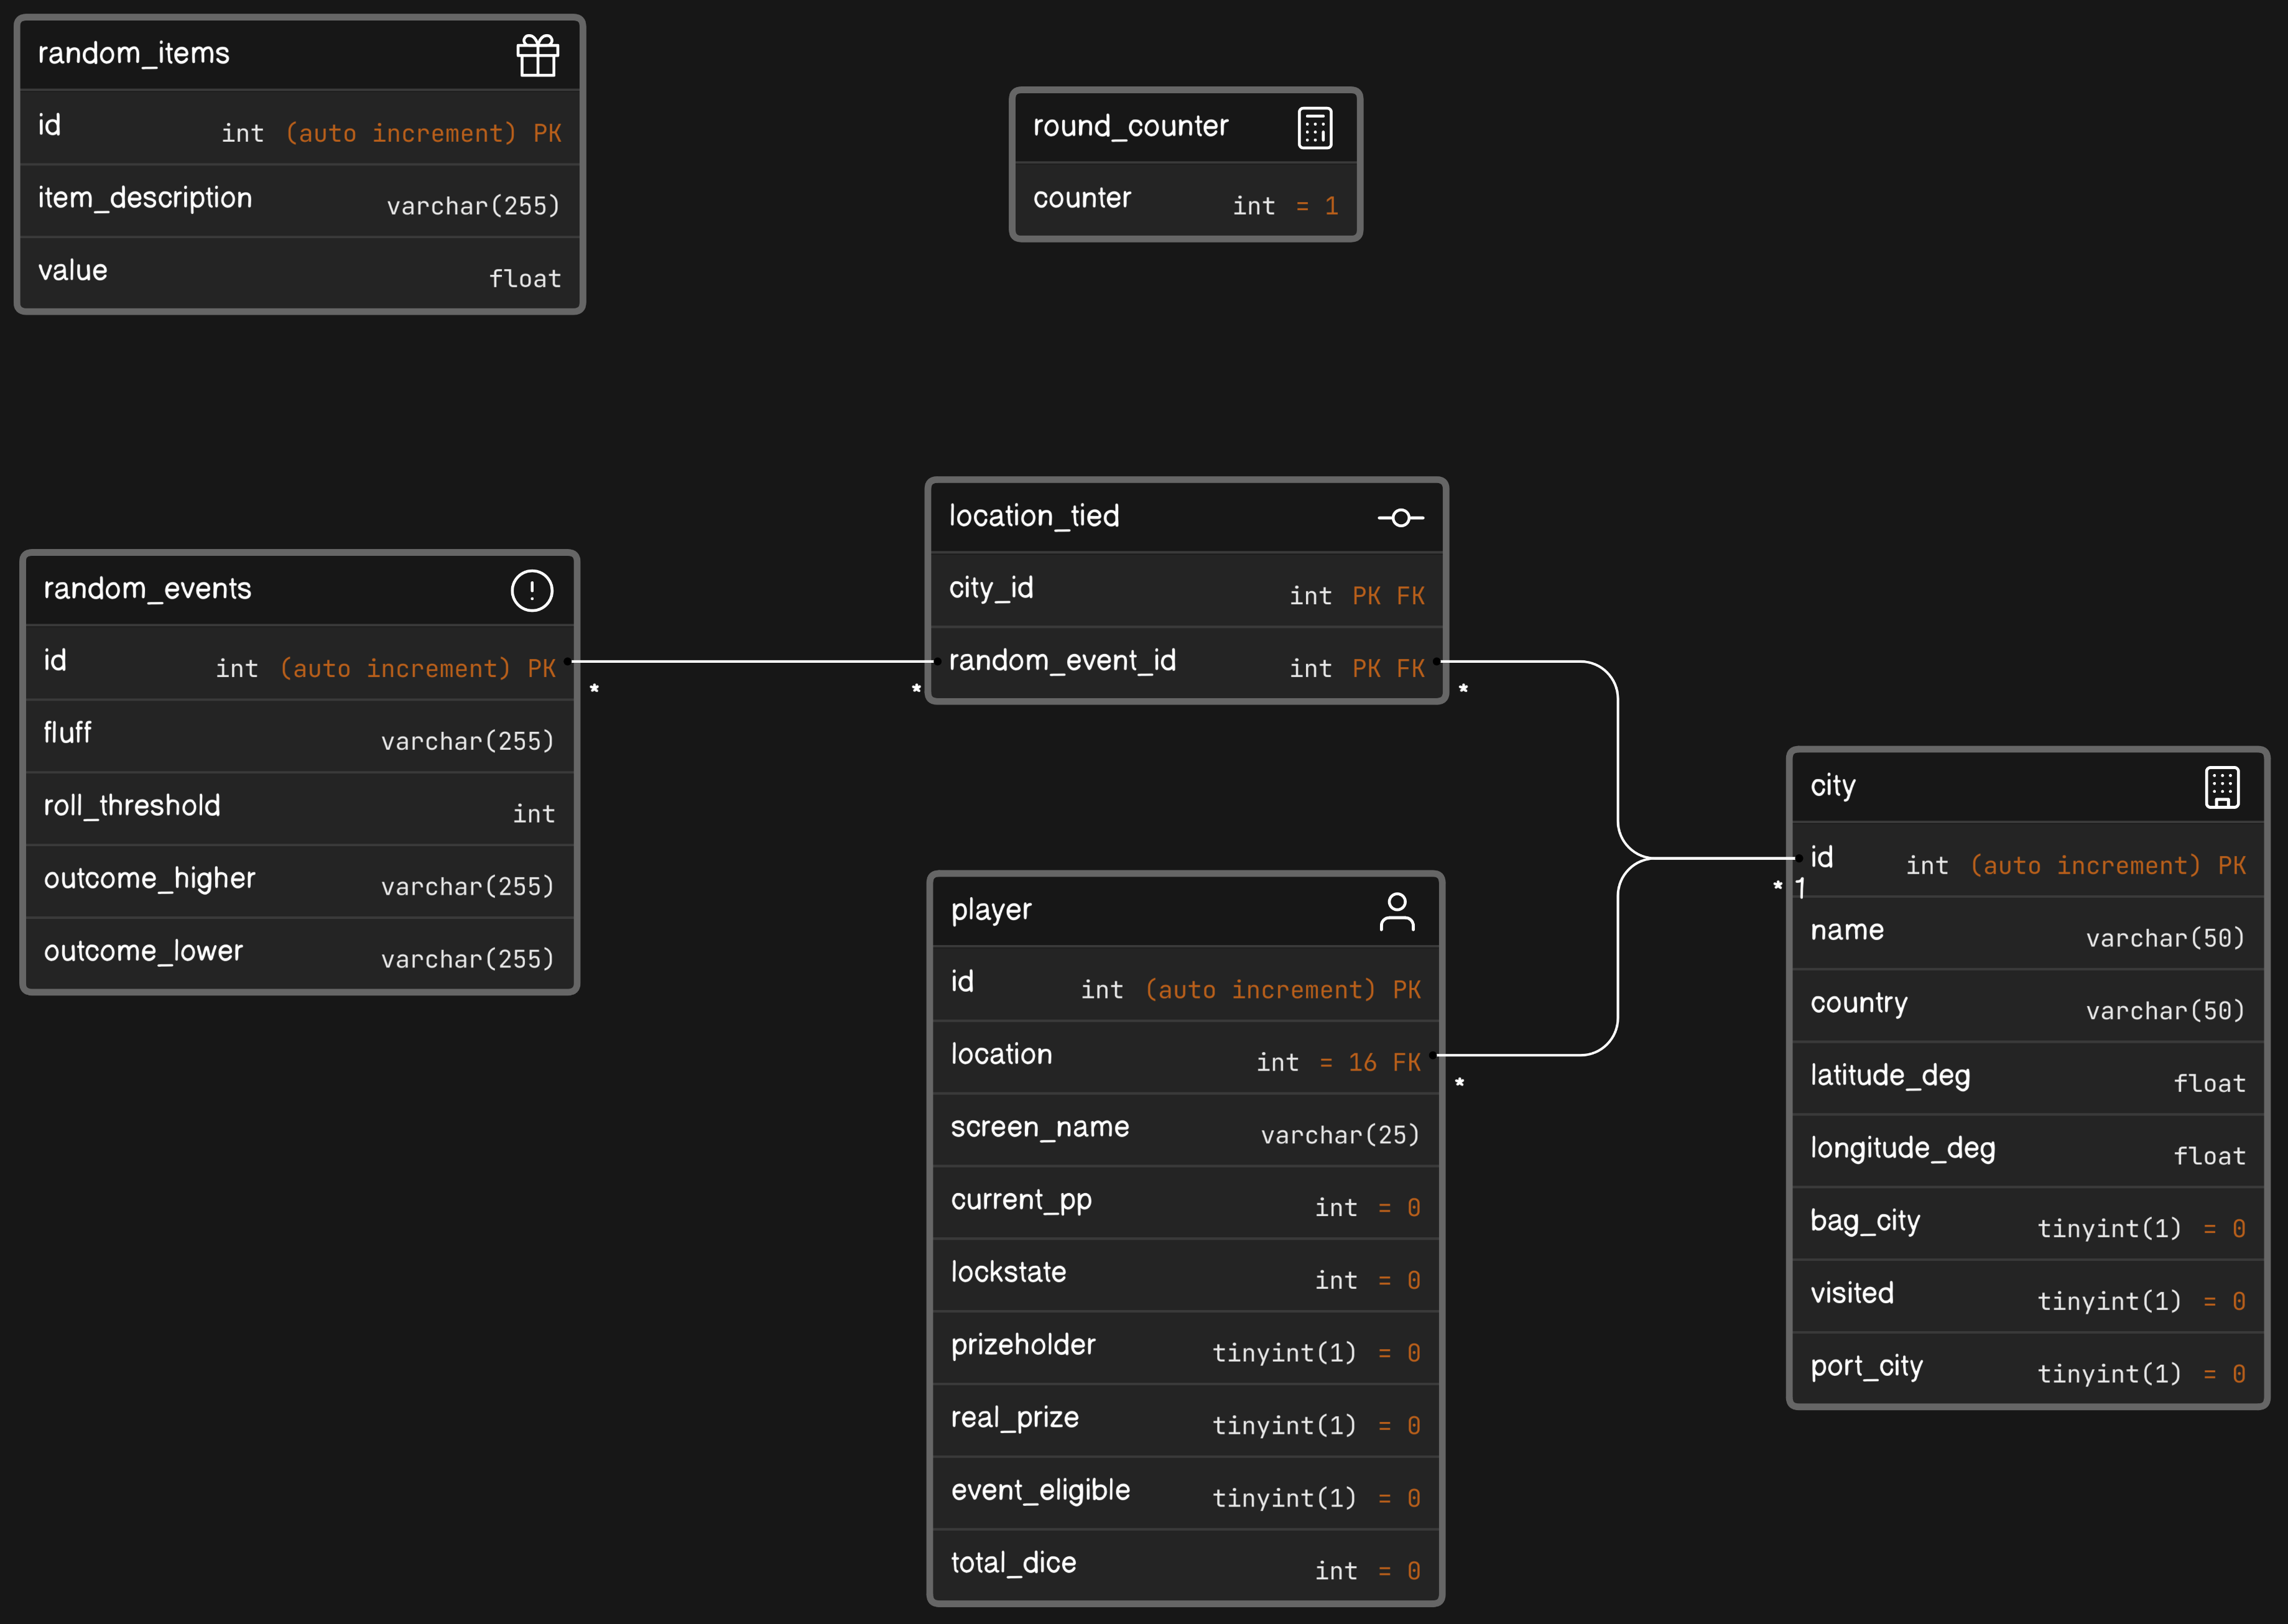 random_items
id int (auto increment) PK
item_description varchar(255)
value float
round_counter
counter int = 1
location_tied
city_id int PK FK
random_event_id int PK FK
random_events
id int (auto increment) PK
fluff varchar(255)
roll_threshold int
outcome_higher varchar(255)
outcome_lower varchar(255)
* * *
player
id int (auto increment) PK
location int = 16 FK
screen_name varchar(25)
current_pp int = 0
lockstate int = 0
prizeholder tinyint(1) = 0
real_prize tinyint(1) = 0
event_eligible tinyint(1) = 0
total_dice int = 0
*
city
id int (auto increment) PK
* 1
name varchar(50)
country varchar(50)
latitude_deg float
longitude_deg float
bag_city tinyint(1) = 0
visited tinyint(1) = 0
port_city tinyint(1) = 0